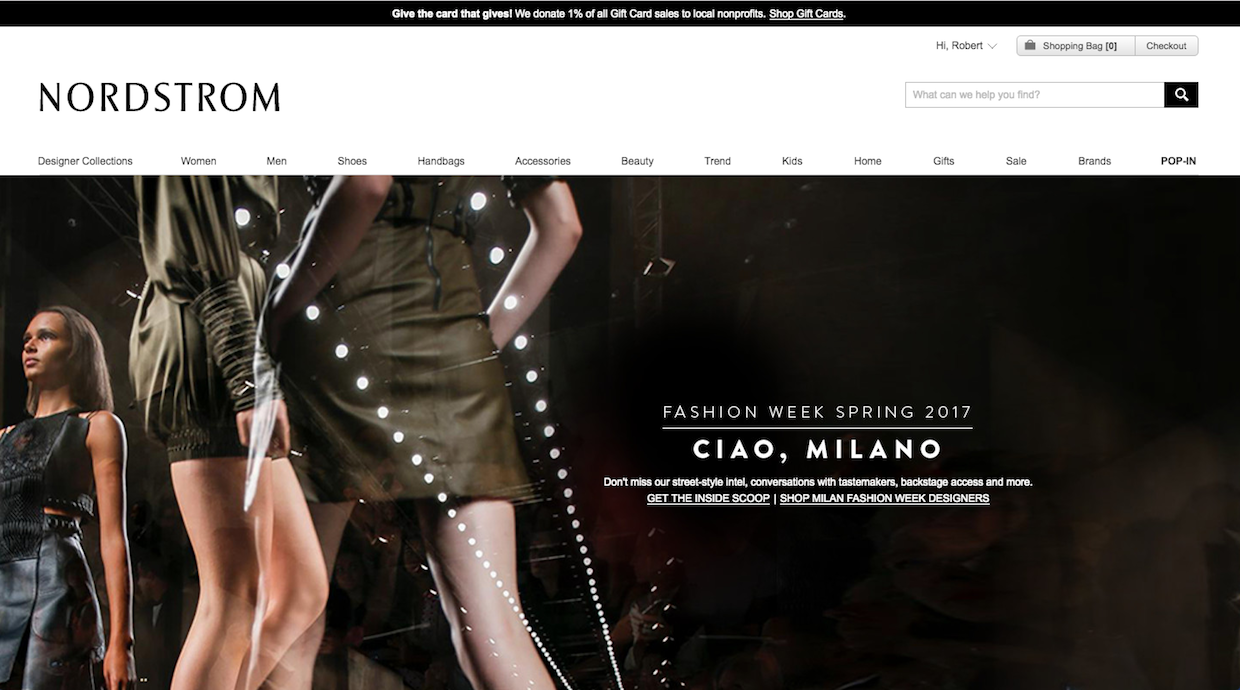 Give the card that gives! We donate 1% of all Gift Card sales to local nonprofits. Shop Gift Cards.
Hi, Robert
Shopping Bag [0]
Checkout
NORDSTROM
What can we help you find?
Designer Collections Women Men Shoes Handbags Accessories Beauty Trend Kids Home Gifts Sale Brands POP-IN
FASHION WEEK SPRING 2017
CIAO, MILANO
Don't miss our street-style intel, conversations with tastemakers, backstage access and more.
GET THE INSIDE SCOOP | SHOP MILAN FASHION WEEK DESIGNERS